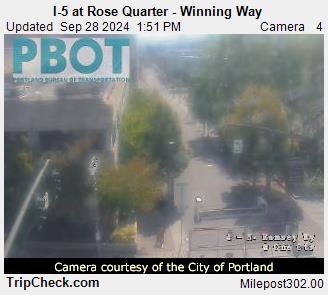 I-5 at Rose Quarter - Winning Way
Updated Sep 28 2024 1:51 PM Camera 4
PBOT
PORTLAND BUREAU OF TRANSPORTATION
Camera courtesy of the City of Portland
TripCheck.com Milepost302.00